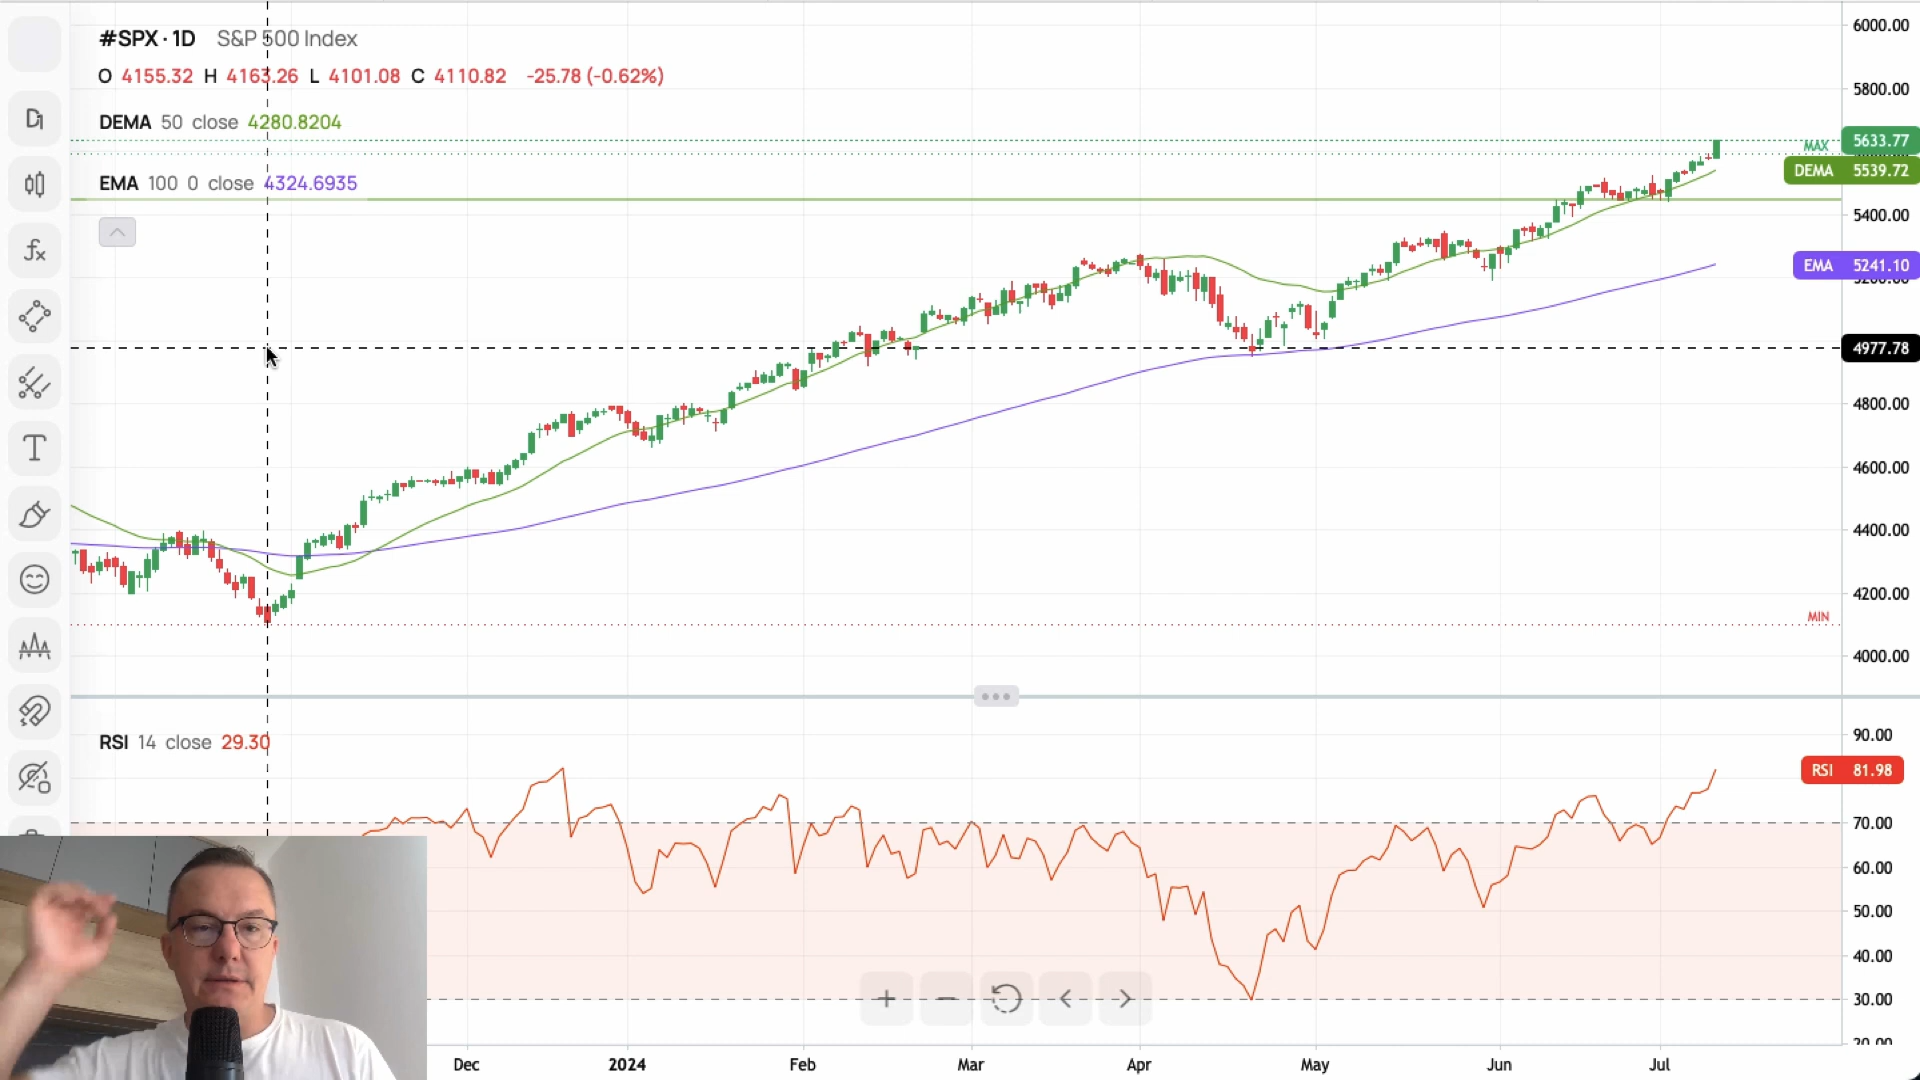 #SPX · 1D S&P 500 Index
O 4155.32 H 4163.26 L 4101.08 C 4110.82 -25.78 (-0.62%)
DEMA 50 close 4280.8204
EMA 100 0 close 4324.6935
6000.00
5800.00
MAX 5633.77
DEMA 5539.72
5400.00
EMA 5241.10
5200.00
4977.78
4800.00
4600.00
4400.00
4200.00
MIN
4000.00
RSI 14 close 29.30
90.00
RSI 81.98
70.00
60.00
50.00
40.00
30.00
20.00
Dec 2024 Feb Mar Apr May Jun Jul